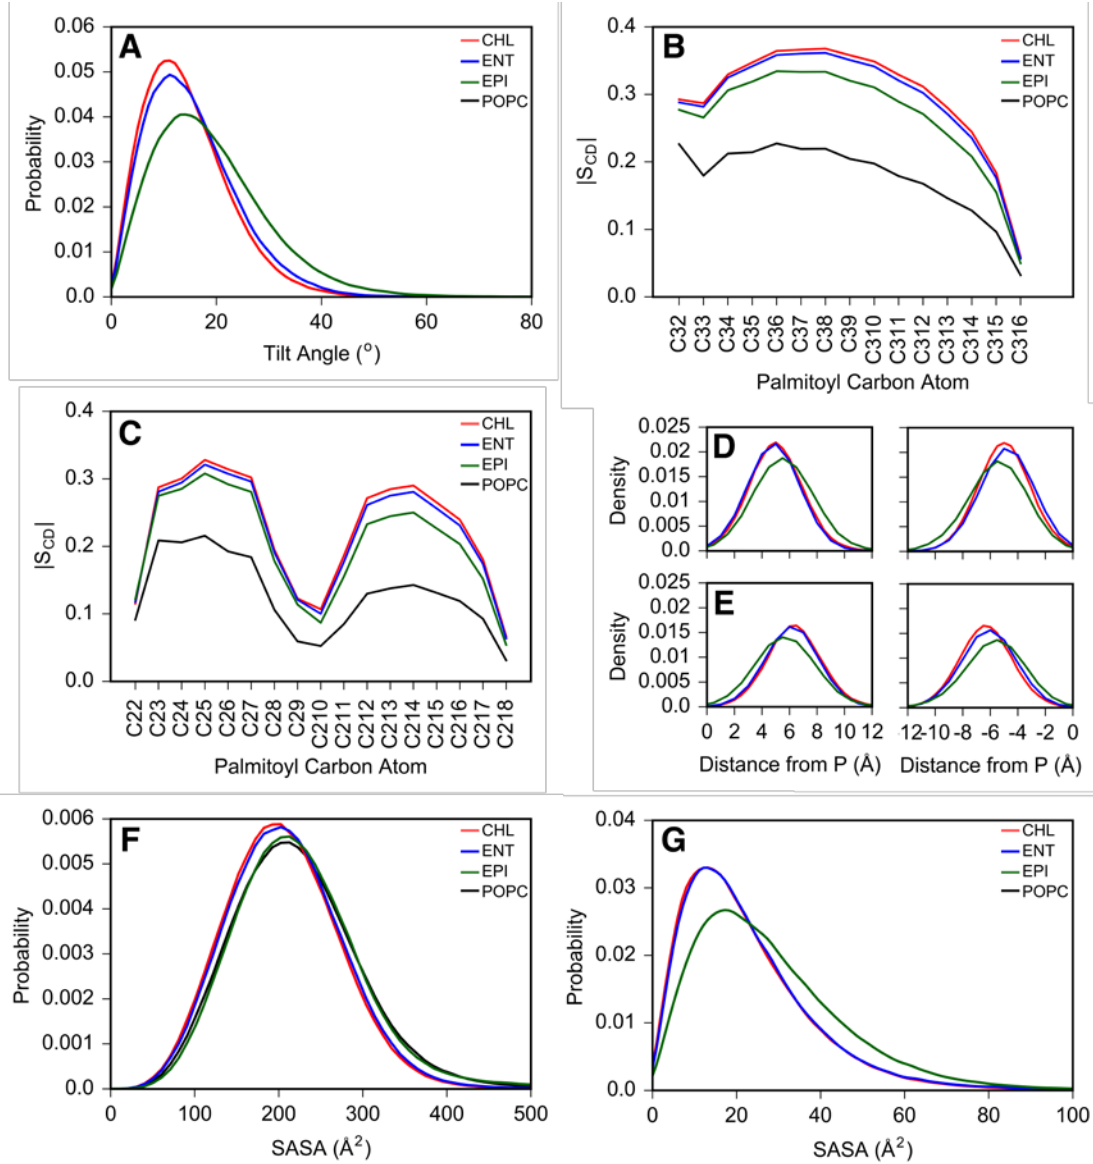 A
0.06
0.05
0.04
0.03
0.02
0.01
0.0
Probability
0 20 40 60 80
Tilt Angle (°)
CHL
ENT
EPI
POPC
B
0.4
0.3
0.2
0.1
0.0
|SCD|
C32 C33 C34 C35 C36 C37 C38 C39 C310 C311 C312 C313 C314 C315 C316
Palmitoyl Carbon Atom
CHL
ENT
EPI
POPC
C
0.4
0.3
0.2
0.1
0.0
|SCD|
C22 C23 C24 C25 C26 C27 C28 C29 C210 C211 C212 C213 C214 C215 C216 C217 C218
Palmitoyl Carbon Atom
CHL
ENT
EPI
POPC
D
0.025
0.020
0.015
0.010
0.005
0.0
Density
E
0.025
0.020
0.015
0.010
0.005
0.0
Density
0 2 4 6 8 10 12
Distance from P (Å)
-12 -10 -8 -6 -4 -2 0
Distance from P (Å)
F
0.006
0.005
0.004
0.003
0.002
0.001
0.0
Probability
0 100 200 300 400 500
SASA (Å2)
CHL
ENT
EPI
POPC
G
0.04
0.03
0.02
0.01
0.0
Probability
0 20 40 60 80 100
SASA (Å2)
CHL
ENT
EPI
POPC